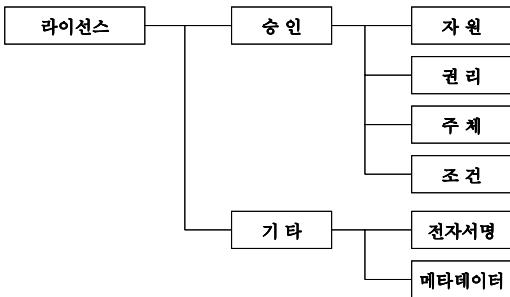 라이선스
승 인
자 원
권 리
주 체
조 건
기 타
전자서명
메타데이터